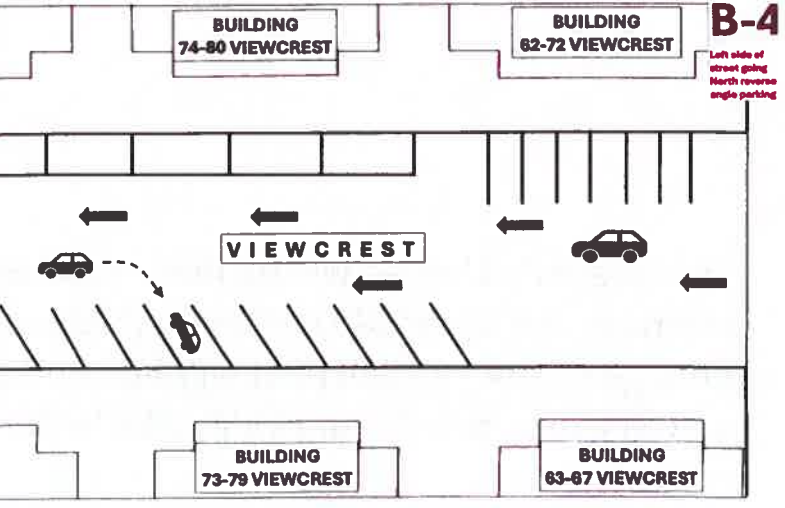 BUILDING
74-80 VIEWCREST
BUILDING
62-72 VIEWCREST
B-4
Left side of
street going
North reverse
angle parking
VIEWCREST
BUILDING
73-79 VIEWCREST
BUILDING
63-67 VIEWCREST